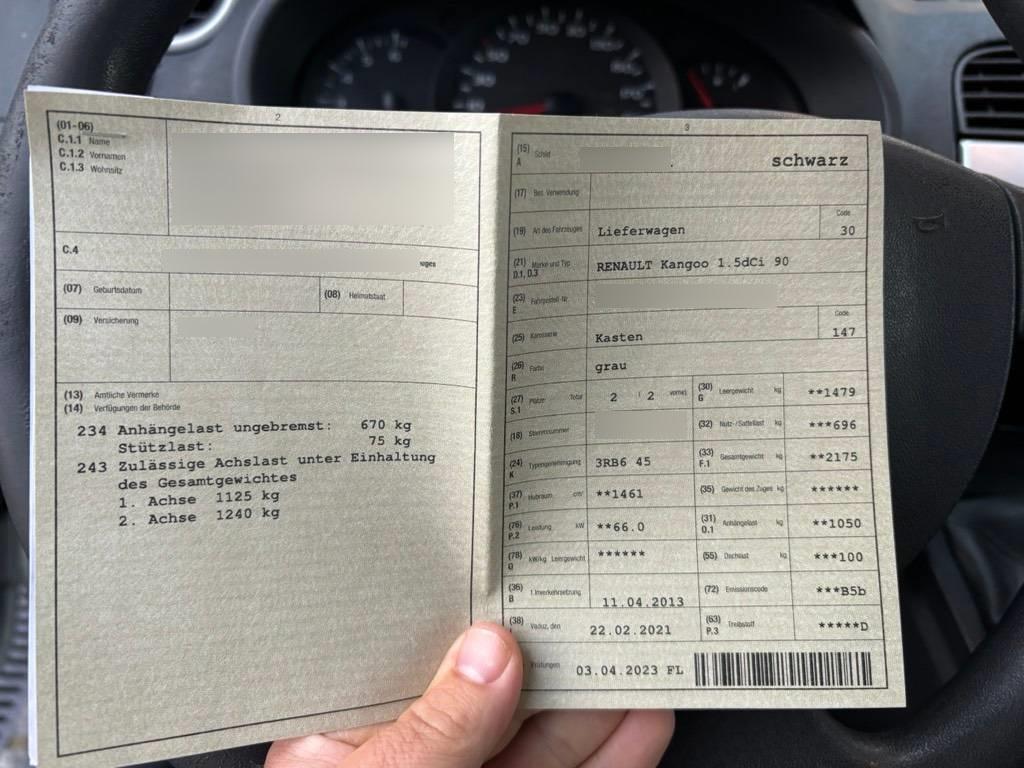 2
(01-06)
C.1.1 Name
C.1.2 Vornamen
C.1.3 Wohnsitz
C.4
(07) Geburtsdatum
(08) Heimatstaat
(09) Versicherung
(13) Amtliche Vermerke
(14) Verfügungen der Behörde
234 Anhängelast ungebremst: 670 kg
Stützlast: 75 kg
243 Zulässige Achslast unter Einhaltung
des Gesamtgewichtes
1. Achse 1125 kg
2. Achse 1240 kg
3
(15) Schild schwarz
A
(17) Bes. Verwendung
(19) Art des Fahrzeuges Lieferwagen Code 30
(21) Marke und Typ RENAULT Kangoo 1.5dCi 90
D.1, D.3
(23) Fahrgestell-Nr.
E
(25) Karosserie Kasten Code 147
(26) Farbe grau
R
(27) Plätze Total 2 / 2 vorne
S.1
(30) Leergewicht kg **1479
G
(18) Stammnummer
(32) Nutz-/Sattellast kg ***696
(24) Typengenehmigung 3RB6 45
K
(33) Gesamtgewicht kg **2175
F.1
(37) Hubraum cm³ **1461
P.1
(35) Gewicht des Zuges kg ******
(76) Leistung kW **66.0
P.2
(31) Anhängelast kg **1050
O.1
(78) kW/kg Leergewicht ******
Q
(55) Dachlast kg ***100
(36) 1.Inverkehrsetzung 11.04.2013
B
(72) Emissionscode ***B5b
(38) Vaduz, den 22.02.2021
(63) Treibstoff *****D
P.3
Prüfungen 03.04.2023 FL